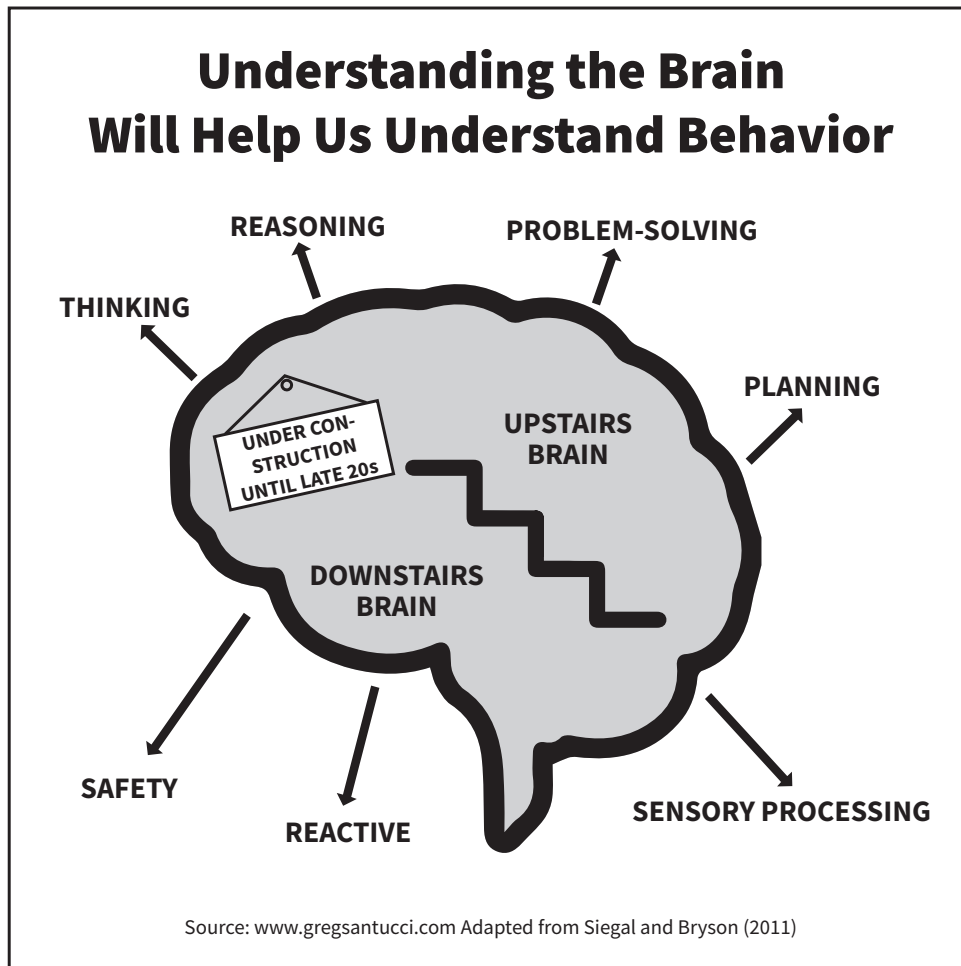 Understanding the Brain
Will Help Us Understand Behavior
REASONING
PROBLEM-SOLVING
THINKING
PLANNING
UNDER CON-
STRUCTION
UNTIL LATE 20s
UPSTAIRS
BRAIN
DOWNSTAIRS
BRAIN
SAFETY
REACTIVE
SENSORY PROCESSING
Source: www.gregsantucci.com Adapted from Siegal and Bryson (2011)